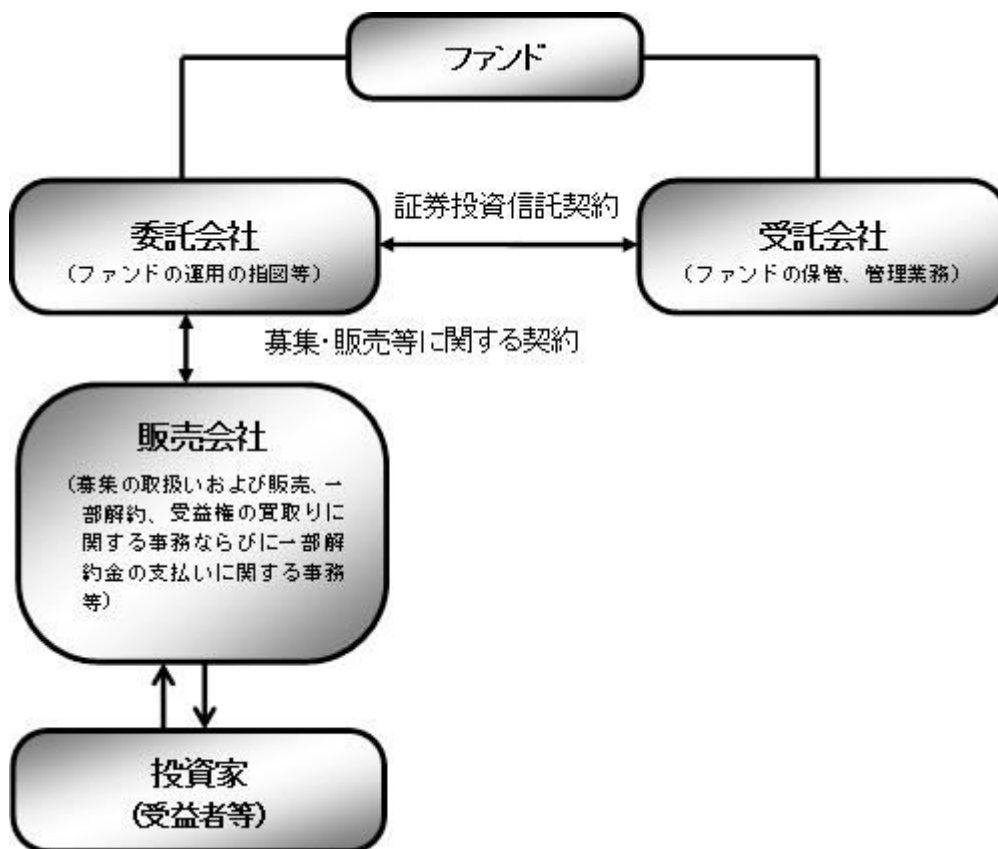 ファンド
証券投資信託契約
委託会社
(ファンドの運用の指図等)
受託会社
(ファンドの保管、管理業務)
募集・販売等に関する契約
販売会社
(募集の取扱いおよび販売、一
部解約、受益権の買取りに
関する事務ならびに一部解
約金の支払いに関する事務
等)
投資家
(受益者等)